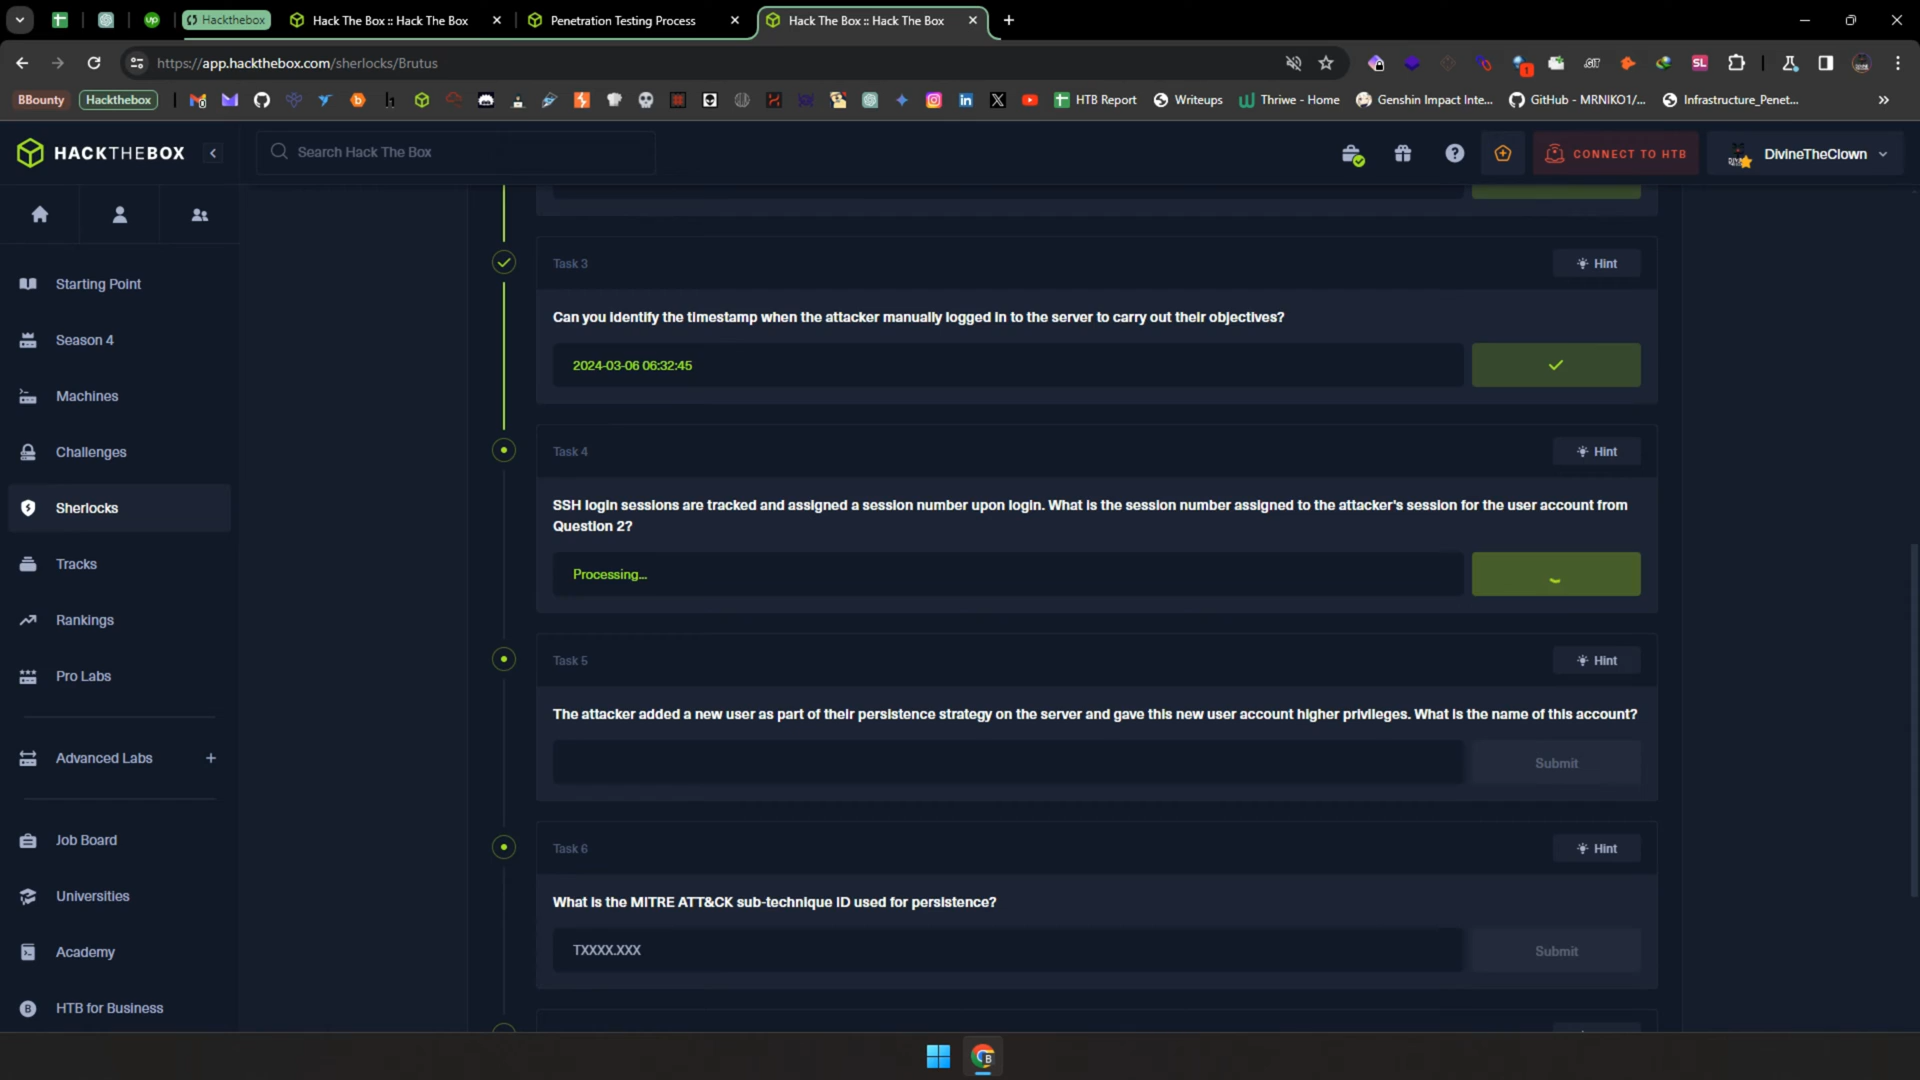 Hackthebox
Hack The Box :: Hack The Box
Penetration Testing Process
Hack The Box :: Hack The Box
https://app.hackthebox.com/sherlocks/Brutus
1
SL
BBounty
Hackthebox
HTB Report
Writeups
Thriwe - Home
Genshin Impact Inte...
GitHub - MRNIKO1/...
Infrastructure_Penet...
HACKTHEBOX
Search Hack The Box
CONNECT TO HTB
DivineTheClown
Starting Point
Season 4
Machines
Challenges
Sherlocks
Tracks
Rankings
Pro Labs
Advanced Labs
Job Board
Universities
Academy
HTB for Business
Task 3
Hint
Can you identify the timestamp when the attacker manually logged in to the server to carry out their objectives?
2024-03-06 06:32:45
Task 4
Hint
SSH login sessions are tracked and assigned a session number upon login. What is the session number assigned to the attacker's session for the user account from
Question 2?
Processing...
Task 5
Hint
The attacker added a new user as part of their persistence strategy on the server and gave this new user account higher privileges. What is the name of this account?
Submit
Task 6
Hint
What is the MITRE ATT&CK sub-technique ID used for persistence?
TXXXX.XXX
Submit